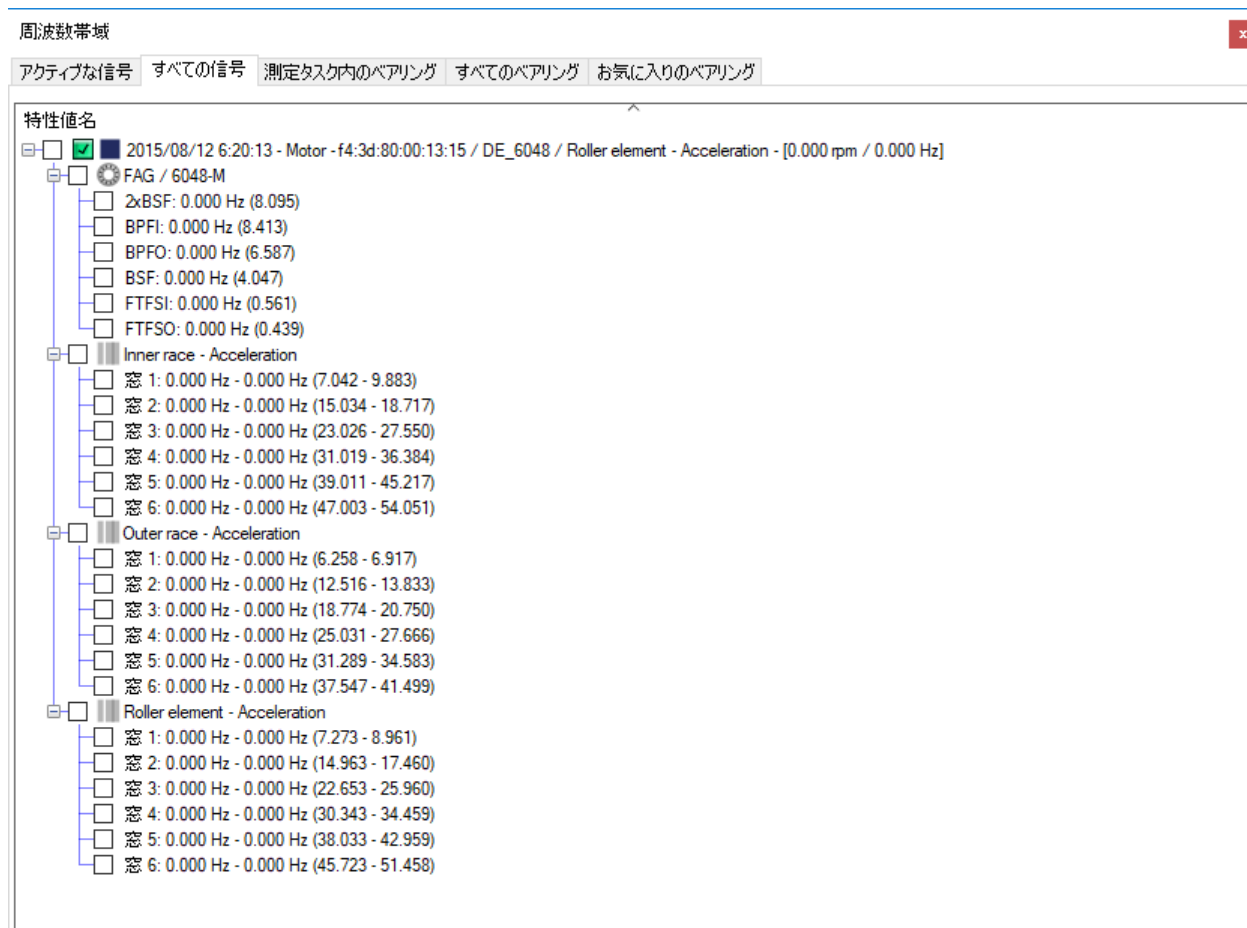 周波数帯域
x
アクティブな信号 すべての信号 測定タスク内のベアリング すべてのベアリング お気に入りのベアリング
特性値名
2015/08/12 6:20:13 - Motor - f4:3d:80:00:13:15 / DE_6048 / Roller element - Acceleration - [0.000 rpm / 0.000 Hz]
FAG / 6048-M
2xBSF: 0.000 Hz (8.095)
BPFI: 0.000 Hz (8.413)
BPFO: 0.000 Hz (6.587)
BSF: 0.000 Hz (4.047)
FTFSI: 0.000 Hz (0.561)
FTFSO: 0.000 Hz (0.439)
Inner race - Acceleration
窓 1: 0.000 Hz - 0.000 Hz (7.042 - 9.883)
窓 2: 0.000 Hz - 0.000 Hz (15.034 - 18.717)
窓 3: 0.000 Hz - 0.000 Hz (23.026 - 27.550)
窓 4: 0.000 Hz - 0.000 Hz (31.019 - 36.384)
窓 5: 0.000 Hz - 0.000 Hz (39.011 - 45.217)
窓 6: 0.000 Hz - 0.000 Hz (47.003 - 54.051)
Outer race - Acceleration
窓 1: 0.000 Hz - 0.000 Hz (6.258 - 6.917)
窓 2: 0.000 Hz - 0.000 Hz (12.516 - 13.833)
窓 3: 0.000 Hz - 0.000 Hz (18.774 - 20.750)
窓 4: 0.000 Hz - 0.000 Hz (25.031 - 27.666)
窓 5: 0.000 Hz - 0.000 Hz (31.289 - 34.583)
窓 6: 0.000 Hz - 0.000 Hz (37.547 - 41.499)
Roller element - Acceleration
窓 1: 0.000 Hz - 0.000 Hz (7.273 - 8.961)
窓 2: 0.000 Hz - 0.000 Hz (14.963 - 17.460)
窓 3: 0.000 Hz - 0.000 Hz (22.653 - 25.960)
窓 4: 0.000 Hz - 0.000 Hz (30.343 - 34.459)
窓 5: 0.000 Hz - 0.000 Hz (38.033 - 42.959)
窓 6: 0.000 Hz - 0.000 Hz (45.723 - 51.458)